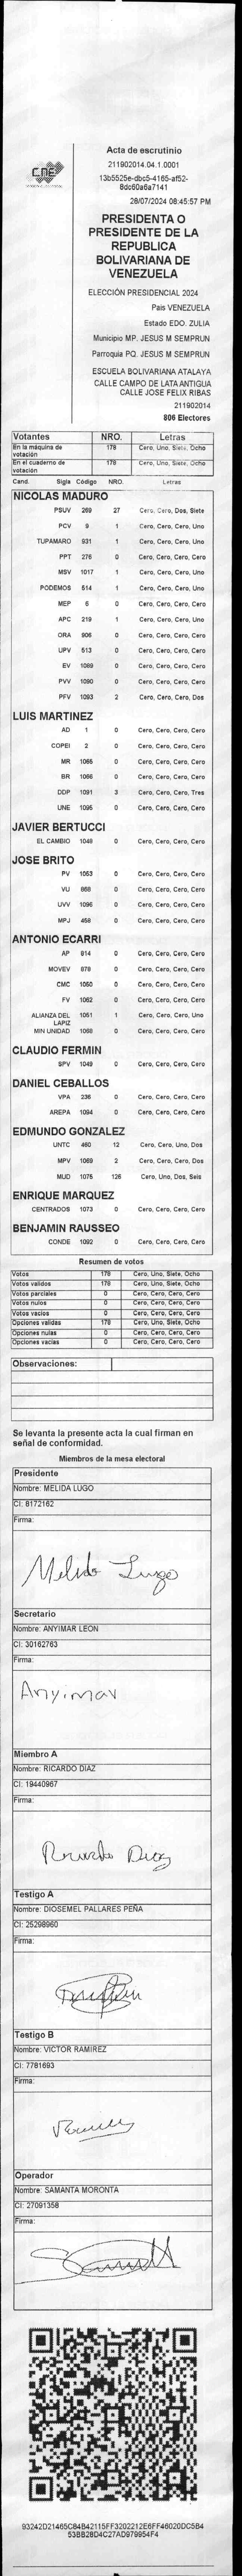 CNE
Acta de escrutinio
211902014.04.1.0001
13b5525e-dbc5-4165-af52-
8dc60a6a7141
28/07/2024 08:45:57 PM
PRESIDENTA O
PRESIDENTE DE LA
REPUBLICA
BOLIVARIANA DE
VENEZUELA
ELECCIÓN PRESIDENCIAL 2024
Pais VENEZUELA
Estado EDO. ZULIA
Municipio MP. JESUS M SEMPRUN
Parroquia PQ. JESUS M SEMPRUN
ESCUELA BOLIVARIANA ATALAYA
CALLE CAMPO DE LATA ANTIGUA
CALLE JOSE FELIX RIBAS
211902014
806 Electores
Votantes NRO. Letras
En la máquina de votación 178 Cero, Uno, Siete, Ocho
En el cuaderno de votación 178 Cero, Uno, Siete, Ocho
Cand. Sigla Código NRO. Letras
NICOLAS MADURO
PSUV 269 27 Cero, Cero, Dos, Siete
PCV 9 1 Cero, Cero, Cero, Uno
TUPAMARO 931 1 Cero, Cero, Cero, Uno
PPT 276 0 Cero, Cero, Cero, Cero
MSV 1017 1 Cero, Cero, Cero, Uno
PODEMOS 514 1 Cero, Cero, Cero, Uno
MEP 6 0 Cero, Cero, Cero, Cero
APC 219 1 Cero, Cero, Cero, Uno
ORA 906 0 Cero, Cero, Cero, Cero
UPV 513 0 Cero, Cero, Cero, Cero
EV 1089 0 Cero, Cero, Cero, Cero
PVV 1090 0 Cero, Cero, Cero, Cero
PFV 1093 2 Cero, Cero, Cero, Dos
LUIS MARTINEZ
AD 1 0 Cero, Cero, Cero, Cero
COPEI 2 0 Cero, Cero, Cero, Cero
MR 1065 0 Cero, Cero, Cero, Cero
BR 1066 0 Cero, Cero, Cero, Cero
DDP 1091 3 Cero, Cero, Cero, Tres
UNE 1095 0 Cero, Cero, Cero, Cero
JAVIER BERTUCCI
EL CAMBIO 1048 0 Cero, Cero, Cero, Cero
JOSE BRITO
PV 1053 0 Cero, Cero, Cero, Cero
VU 868 0 Cero, Cero, Cero, Cero
UVV 1096 0 Cero, Cero, Cero, Cero
MPJ 458 0 Cero, Cero, Cero, Cero
ANTONIO ECARRI
AP 914 0 Cero, Cero, Cero, Cero
MOVEV 878 0 Cero, Cero, Cero, Cero
CMC 1050 0 Cero, Cero, Cero, Cero
FV 1062 0 Cero, Cero, Cero, Cero
ALIANZA DEL LAPIZ 1051 1 Cero, Cero, Cero, Uno
MIN UNIDAD 1068 0 Cero, Cero, Cero, Cero
CLAUDIO FERMIN
SPV 1049 0 Cero, Cero, Cero, Cero
DANIEL CEBALLOS
VPA 236 0 Cero, Cero, Cero, Cero
AREPA 1094 0 Cero, Cero, Cero, Cero
EDMUNDO GONZALEZ
UNTC 460 12 Cero, Cero, Uno, Dos
MPV 1069 2 Cero, Cero, Cero, Dos
MUD 1075 126 Cero, Uno, Dos, Seis
ENRIQUE MARQUEZ
CENTRADOS 1073 0 Cero, Cero, Cero, Cero
BENJAMIN RAUSSEO
CONDE 1092 0 Cero, Cero, Cero, Cero
Resumen de votos
Votos 178 Cero, Uno, Siete, Ocho
Votos validos 178 Cero, Uno, Siete, Ocho
Votos parciales 0 Cero, Cero, Cero, Cero
Votos nulos 0 Cero, Cero, Cero, Cero
Votos vacios 0 Cero, Cero, Cero, Cero
Opciones validas 178 Cero, Uno, Siete, Ocho
Opciones nulas 0 Cero, Cero, Cero, Cero
Opciones vacias 0 Cero, Cero, Cero, Cero
Observaciones:
Se levanta la presente acta la cual firman en
señal de conformidad.
Miembros de la mesa electoral
Presidente
Nombre: MELIDA LUGO
CI: 8172162
Firma:
Melida Lugo
Secretario
Nombre: ANYIMAR LEON
CI: 30162763
Firma:
Anyimar
Miembro A
Nombre: RICARDO DIAZ
CI: 19440967
Firma:
Ricardo Diaz
Testigo A
Nombre: DIOSEMEL PALLARES PEÑA
CI: 25298960
Firma:
Testigo B
Nombre: VICTOR RAMIREZ
CI: 7781693
Firma:
Operador
Nombre: SAMANTA MORONTA
CI: 27091358
Firma:
93242D21465C84B42115FF3202212E6FF46020DC5B4
53BB28D4C27AD979954F4